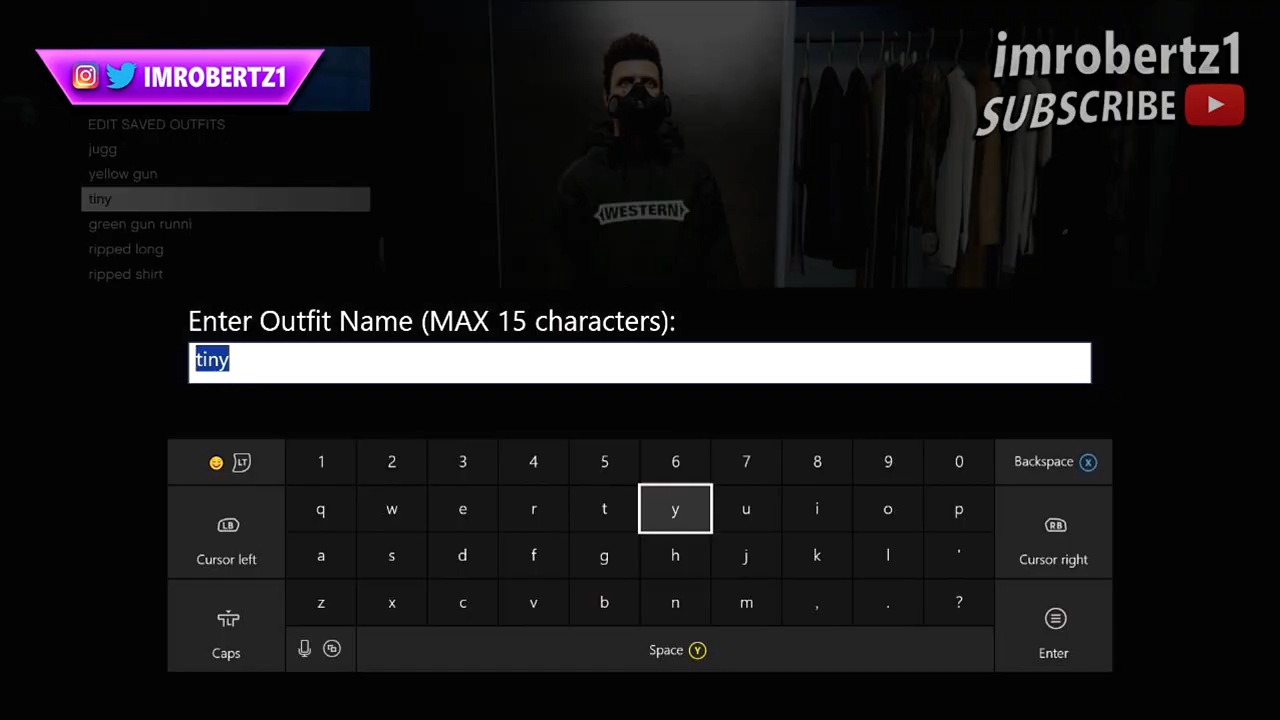 IMROBERTZ1
imrobertz1
SUBSCRIBE
EDIT SAVED OUTFITS
jugg
yellow gun
tiny
green gun runni
ripped long
ripped shirt
WESTERN
Enter Outfit Name (MAX 15 characters):
tiny
LT 1 2 3 4 5 6 7 8 9 0 Backspace X
q w e r t y u i o p
LB RB
Cursor left a s d f g h j k l ' Cursor right
z x c v b n m , . ?
Caps Space Y Enter